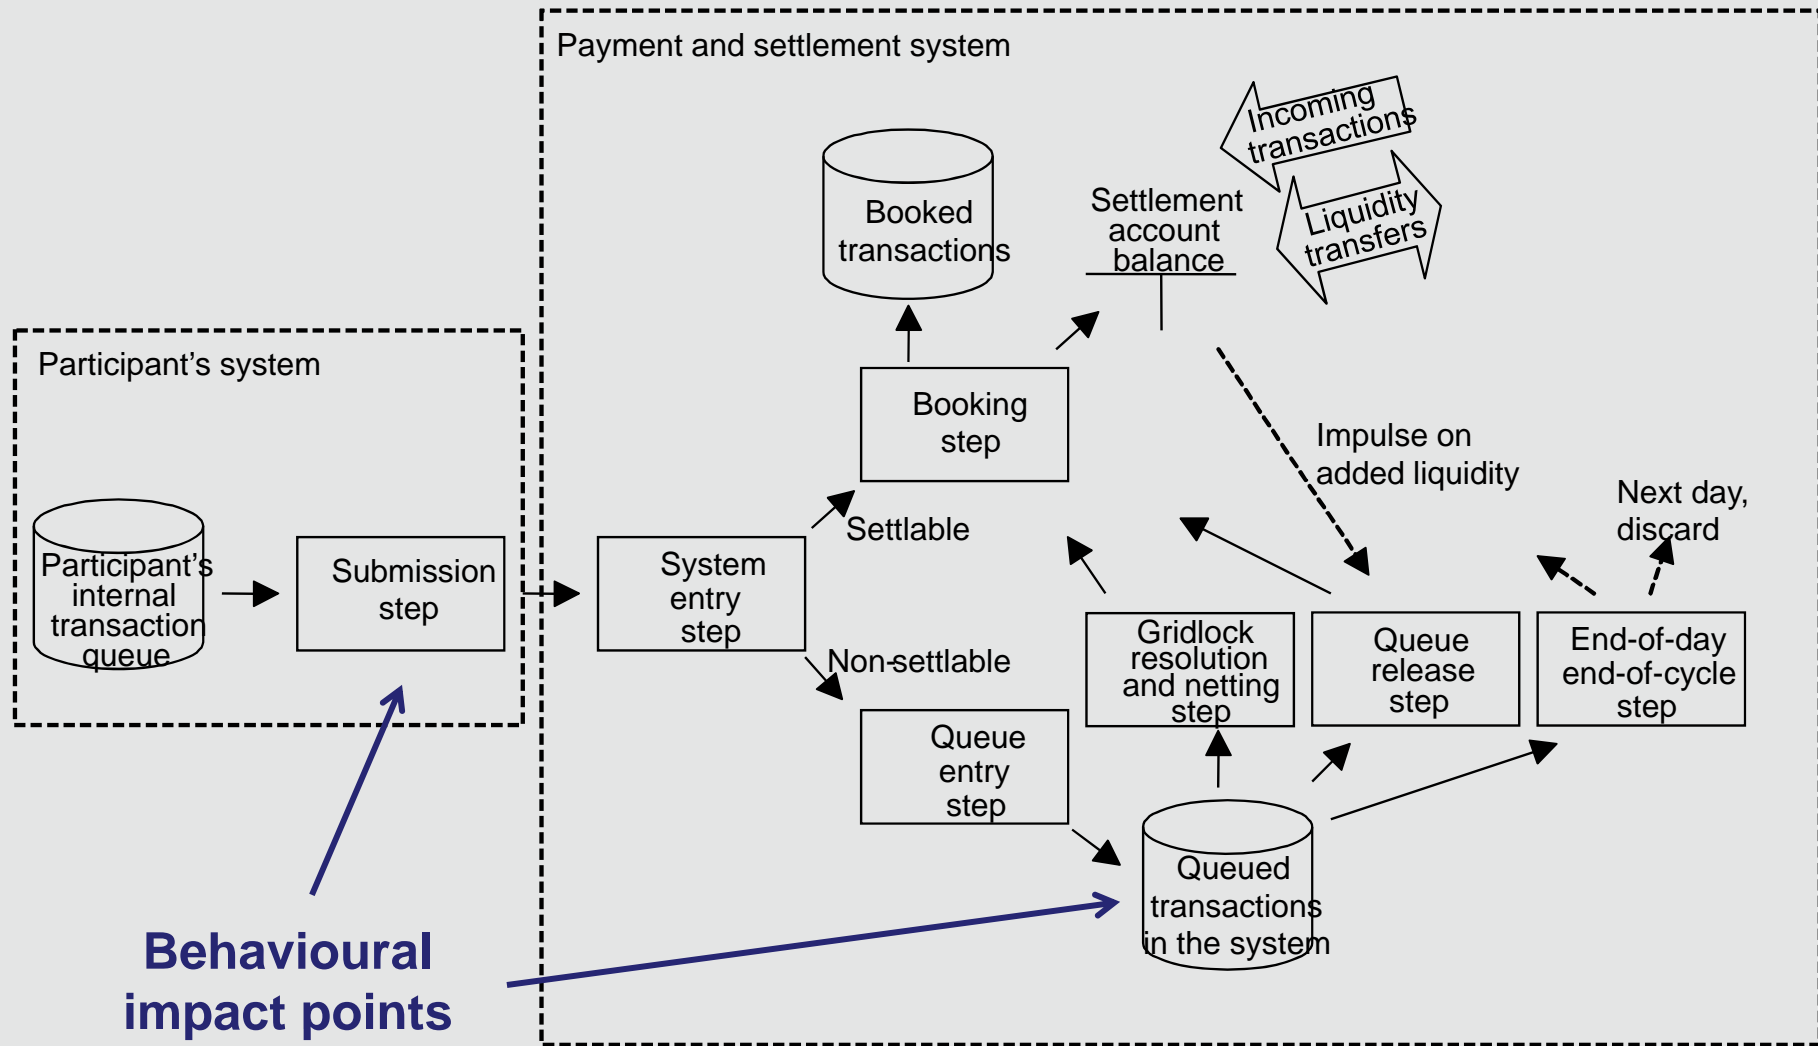 Payment and settlement system
Incoming
transactions
Liquidity
transfers
Settlement
account
balance
Booked
transactions
Participant's system
Booking
step
Impulse on
added liquidity
Next day,
discard
Settlable
Participant's
internal
transaction
queue
Submission
step
System
entry
step
Non-settlable
Gridlock
resolution
and netting
step
Queue
release
step
End-of-day
end-of-cycle
step
Queue
entry
step
Queued
transactions
in the system
Behavioural
impact points